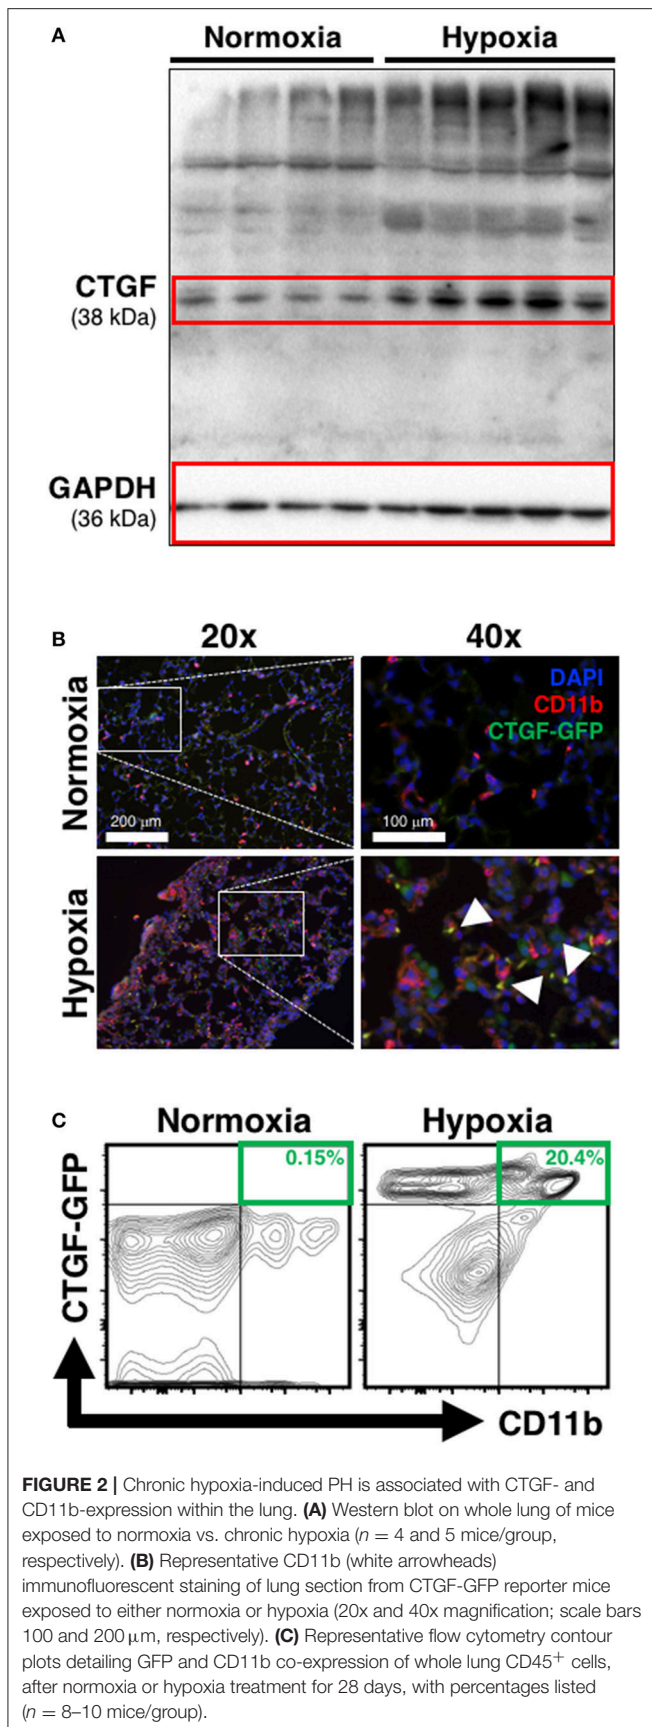 A
Normoxia Hypoxia
CTGF
(38 kDa)
GAPDH
(36 kDa)
B
20x 40x
Normoxia
DAPI
CD11b
CTGF-GFP
200 μm
100 μm
Hypoxia
C
Normoxia Hypoxia
0.15%
20.4%
CTGF-GFP
CD11b
FIGURE 2 | Chronic hypoxia-induced PH is associated with CTGF- and
CD11b-expression within the lung. (A) Western blot on whole lung of mice
exposed to normoxia vs. chronic hypoxia (n = 4 and 5 mice/group,
respectively). (B) Representative CD11b (white arrowheads)
immunofluorescent staining of lung section from CTGF-GFP reporter mice
exposed to either normoxia or hypoxia (20x and 40x magnification; scale bars
100 and 200 μm, respectively). (C) Representative flow cytometry contour
plots detailing GFP and CD11b co-expression of whole lung CD45⁺ cells,
after normoxia or hypoxia treatment for 28 days, with percentages listed
(n = 8–10 mice/group).